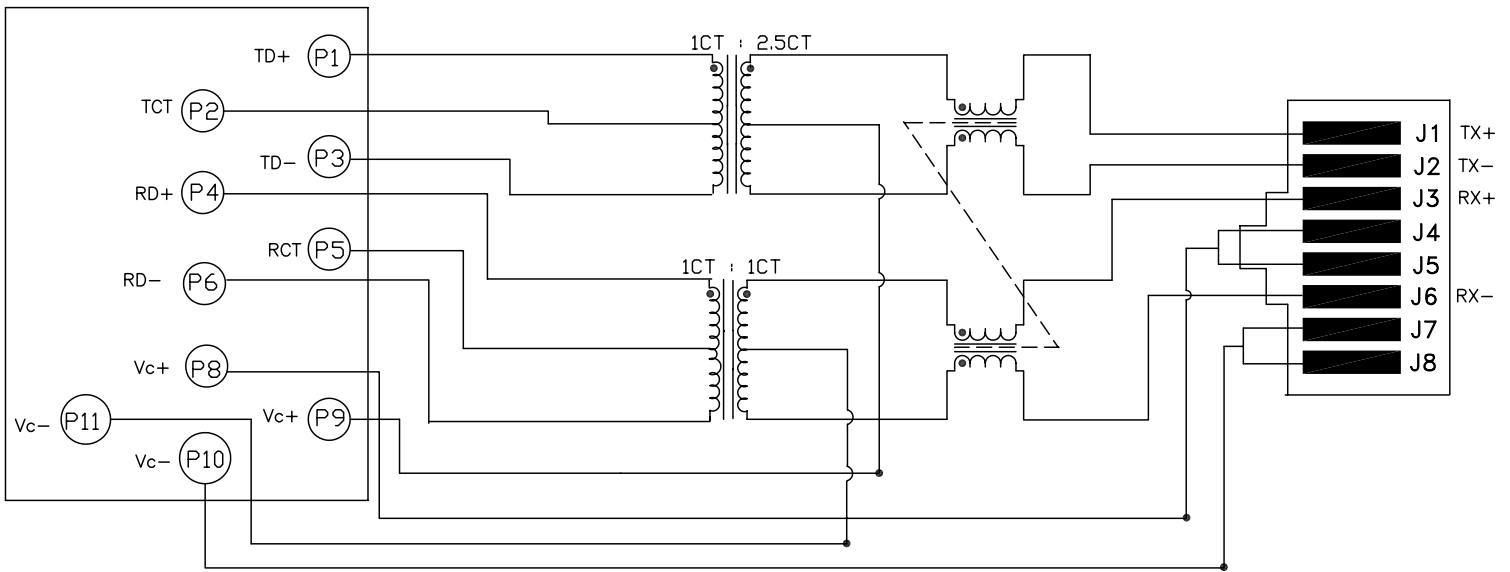 1CT : 2.5CT
TD+ P1
TCT P2
TD- P3
RD+ P4
RCT P5
RD- P6
1CT : 1CT
Vc+ P8
Vc+ P9
Vc- P11
Vc- P10
J1 TX+
J2 TX-
J3 RX+
J4
J5
J6 RX-
J7
J8